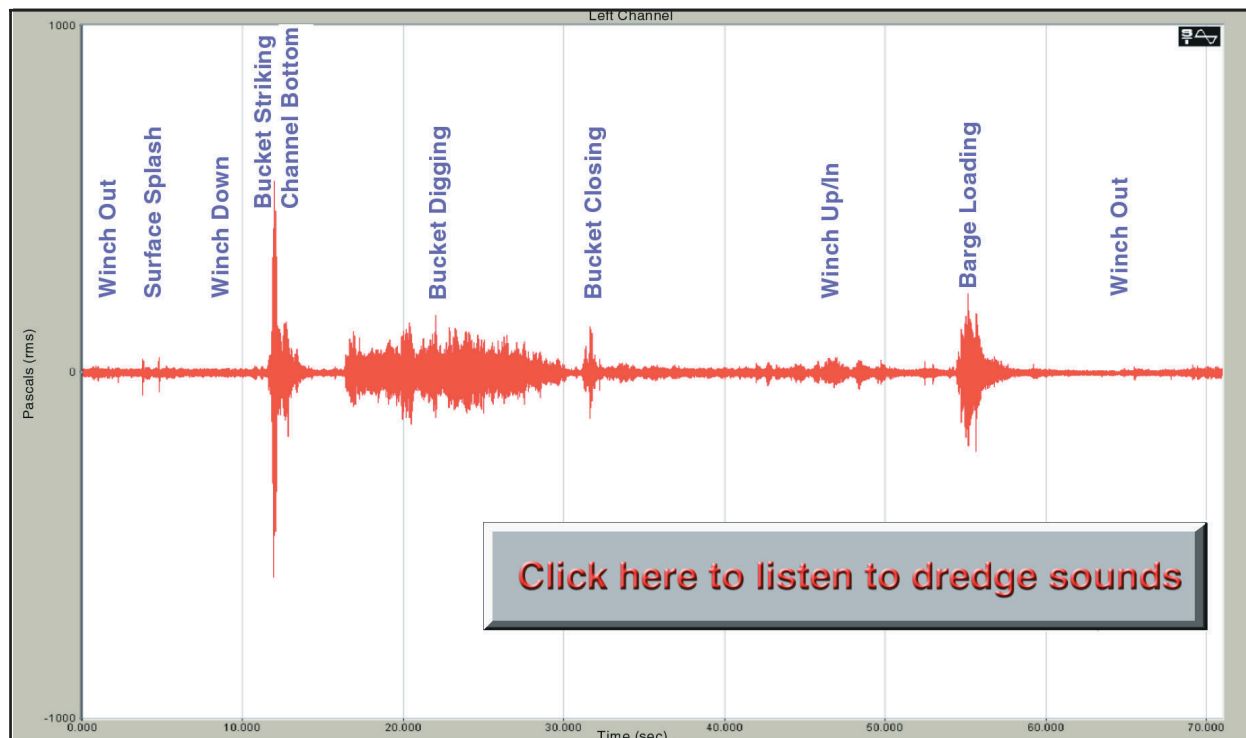 Left Channel
1000
0
-1000
Pascals (rms)
Winch Out
Surface Splash
Winch Down
Bucket Striking
Channel Bottom
Bucket Digging
Bucket Closing
Winch Up/In
Barge Loading
Winch Out
Click here to listen to dredge sounds
0.000 10.000 20.000 30.000 40.000 50.000 60.000 70.000
Time (sec)